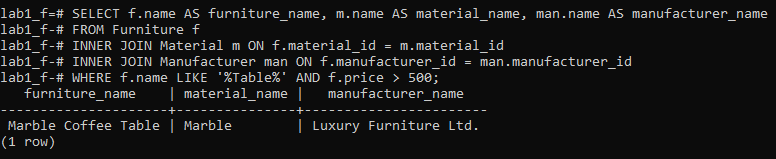 lab1_f=# SELECT f.name AS furniture_name, m.name AS material_name, man.name AS manufacturer_name
lab1_f-# FROM Furniture f
lab1_f-# INNER JOIN Material m ON f.material_id = m.material_id
lab1_f-# INNER JOIN Manufacturer man ON f.manufacturer_id = man.manufacturer_id
lab1_f-# WHERE f.name LIKE '%Table%' AND f.price > 500;
   furniture_name    | material_name |   manufacturer_name
---------------------+---------------+-----------------------
 Marble Coffee Table | Marble        | Luxury Furniture Ltd.
(1 row)